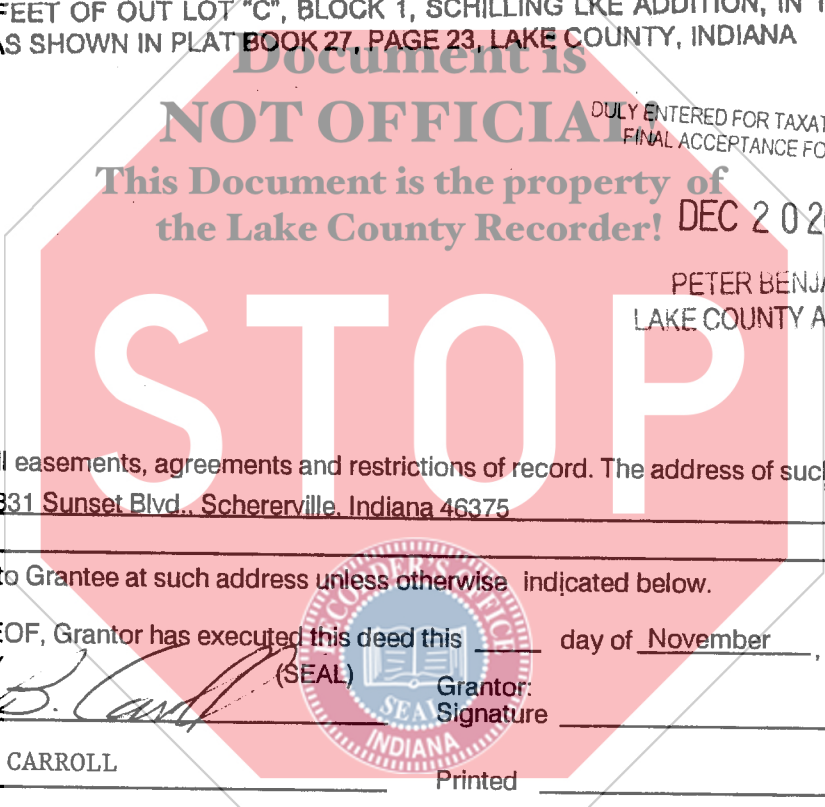 FEET OF OUT LOT "C", BLOCK 1, SCHILLING LKE ADDITION, IN
AS SHOWN IN PLAT BOOK 27, PAGE 23, LAKE COUNTY, INDIANA
Document is
NOT OFFICIAL!
This Document is the property of
the Lake County Recorder!
DULY ENTERED FOR TAXAT
FINAL ACCEPTANCE FO
DEC 2 0 2
PETER BENJA
LAKE COUNTY A
STOP
l easements, agreements and restrictions of record. The address of such
331 Sunset Blvd., Schererville, Indiana 46375
to Grantee at such address unless otherwise indicated below.
EOF, Grantor has executed this deed this day of November ,
B. Carroll
(SEAL)
Grantor:
Signature
CARROLL
Printed
RECORDER'S OFFICE
SEAL
INDIANA